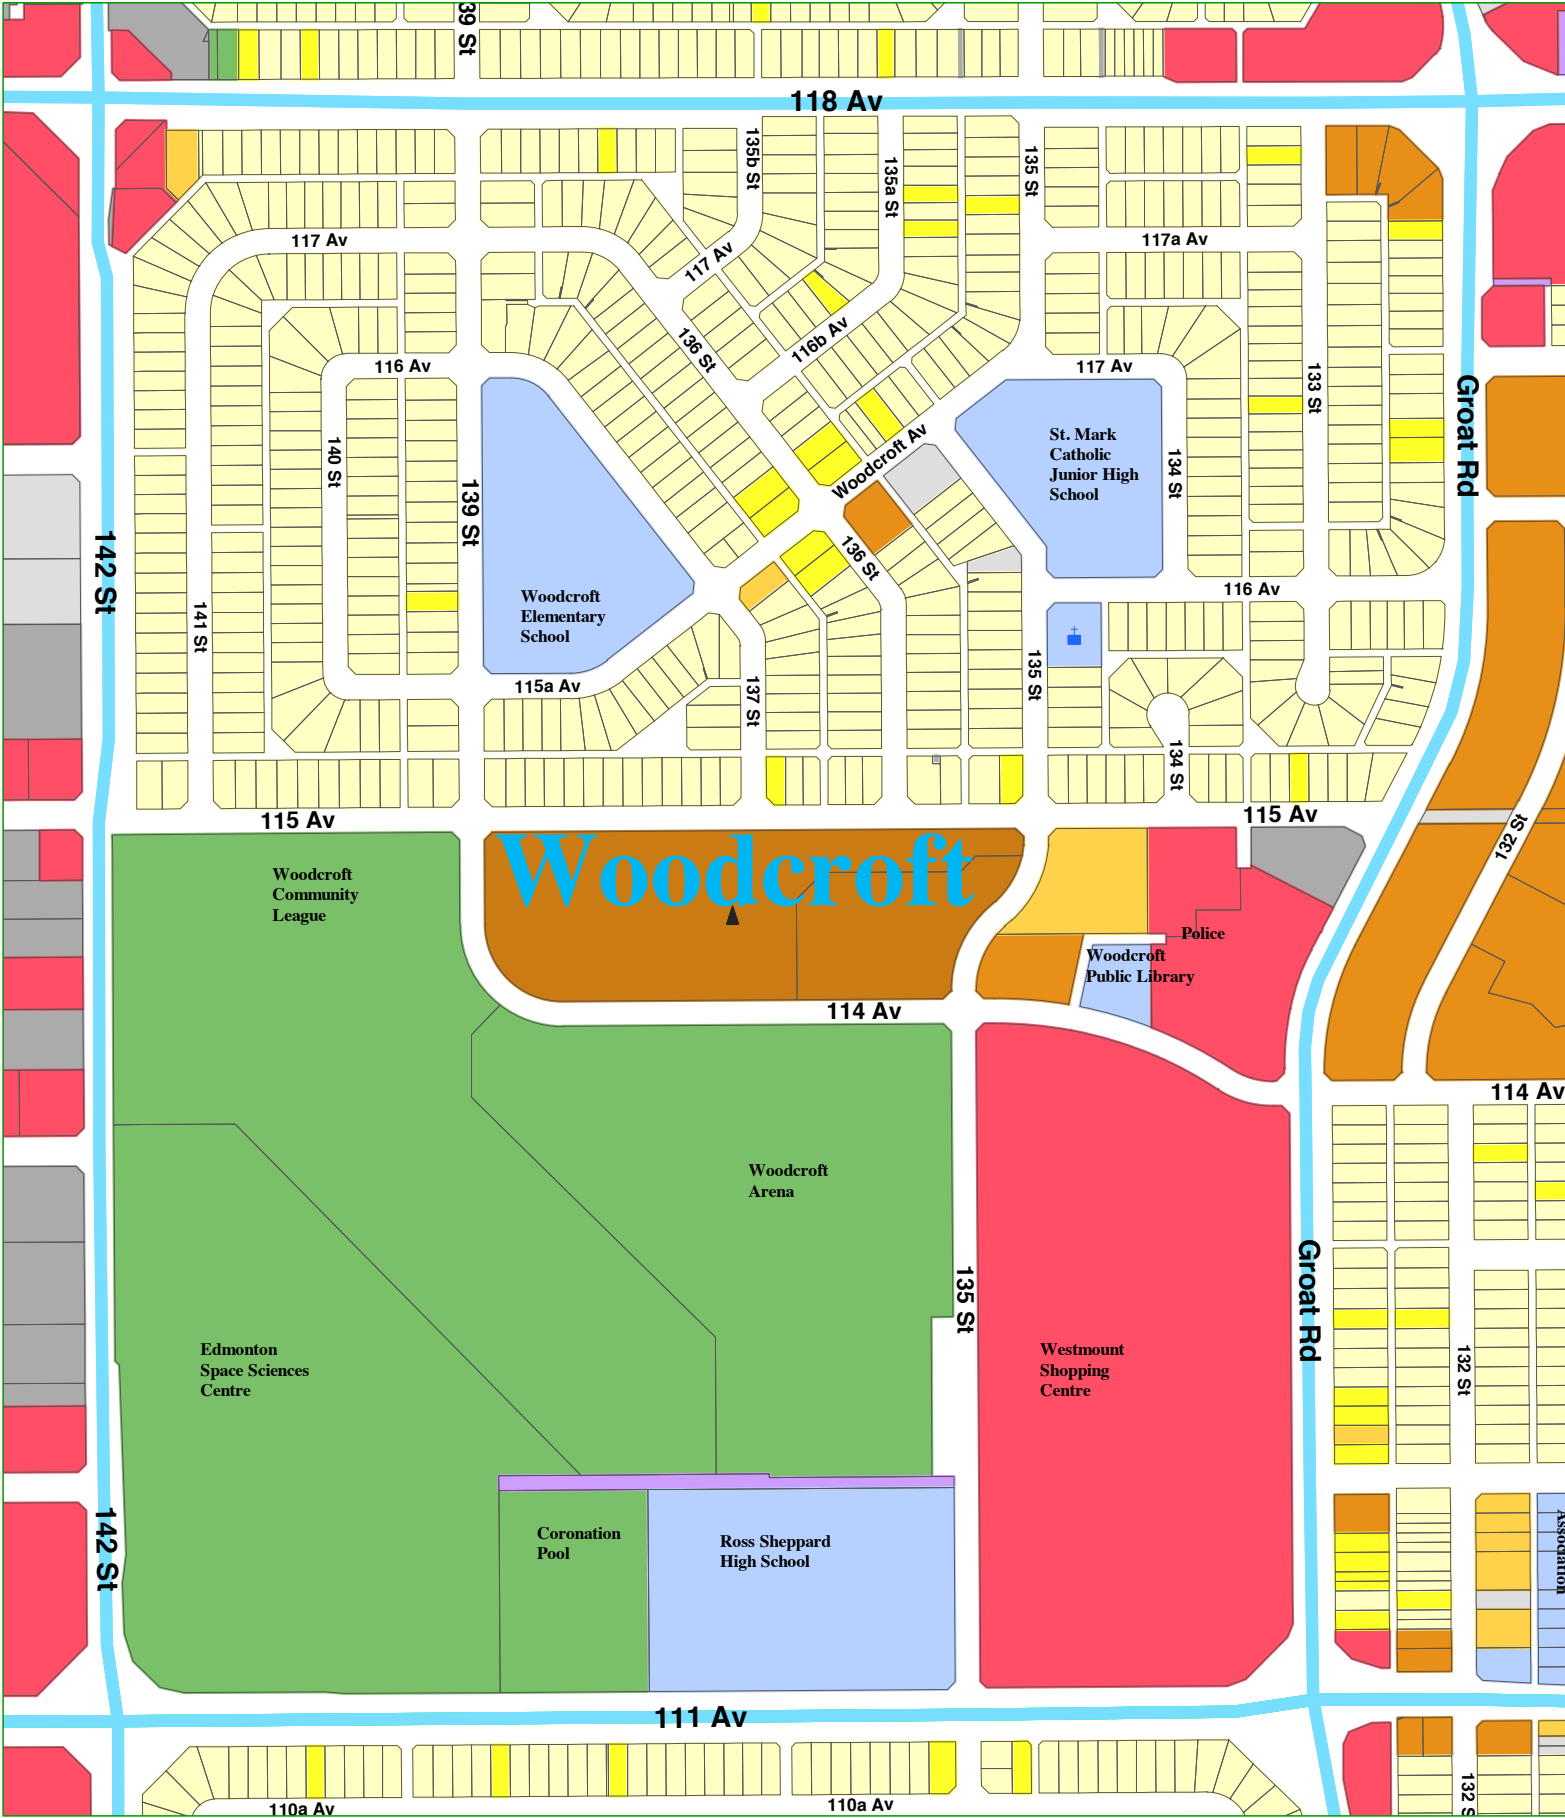 39 St
118 Av
135b St
135a St
135 St
117 Av
117 Av
117a Av
136 St
116b Av
116 Av
117 Av
133 St
Groat Rd
St. Mark
Catholic
Junior High
School
Woodcroft Av
140 St
134 St
139 St
142 St
136 St
Woodcroft
Elementary
School
116 Av
141 St
115a Av
137 St
135 St
134 St
115 Av
115 Av
132 St
Woodcroft
Woodcroft
Community
League
Police
Woodcroft
Public Library
114 Av
114 Av
Woodcroft
Arena
135 St
Groat Rd
Edmonton
Space Sciences
Centre
Westmount
Shopping
Centre
132 St
142 St
Coronation
Pool
Ross Sheppard
High School
Association
111 Av
132 S
110a Av
110a Av